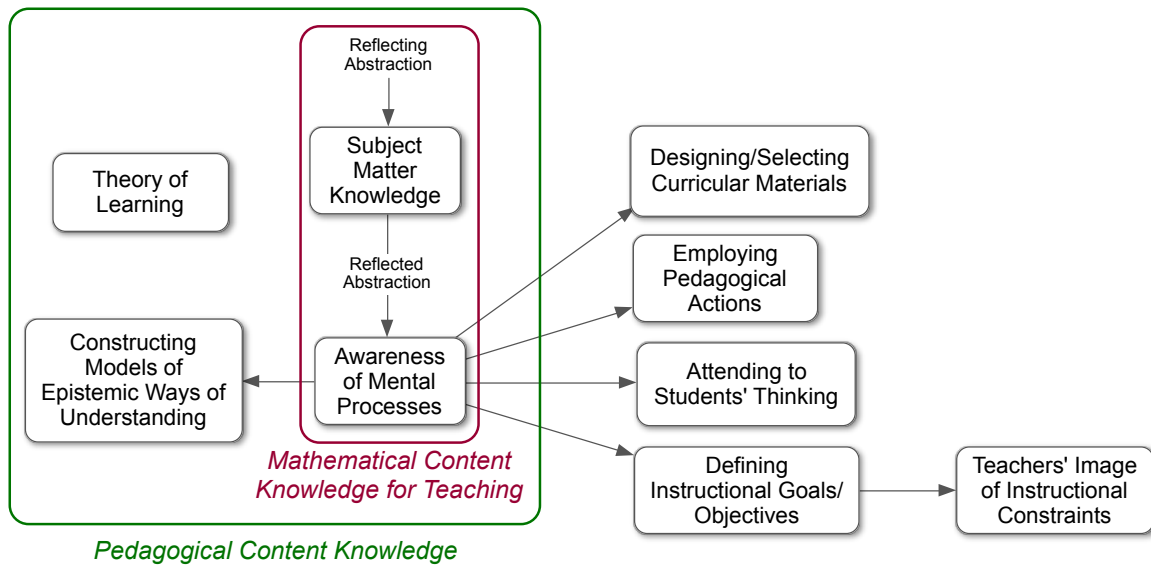 Reflecting
Abstraction
Subject
Matter
Knowledge
Theory of
Learning
Reflected
Abstraction
Constructing
Models of
Epistemic Ways of
Understanding
Awareness
of Mental
Processes
Mathematical Content
Knowledge for Teaching
Pedagogical Content Knowledge
Designing/Selecting
Curricular Materials
Employing
Pedagogical
Actions
Attending to
Students' Thinking
Defining
Instructional Goals/
Objectives
Teachers' Image
of Instructional
Constraints